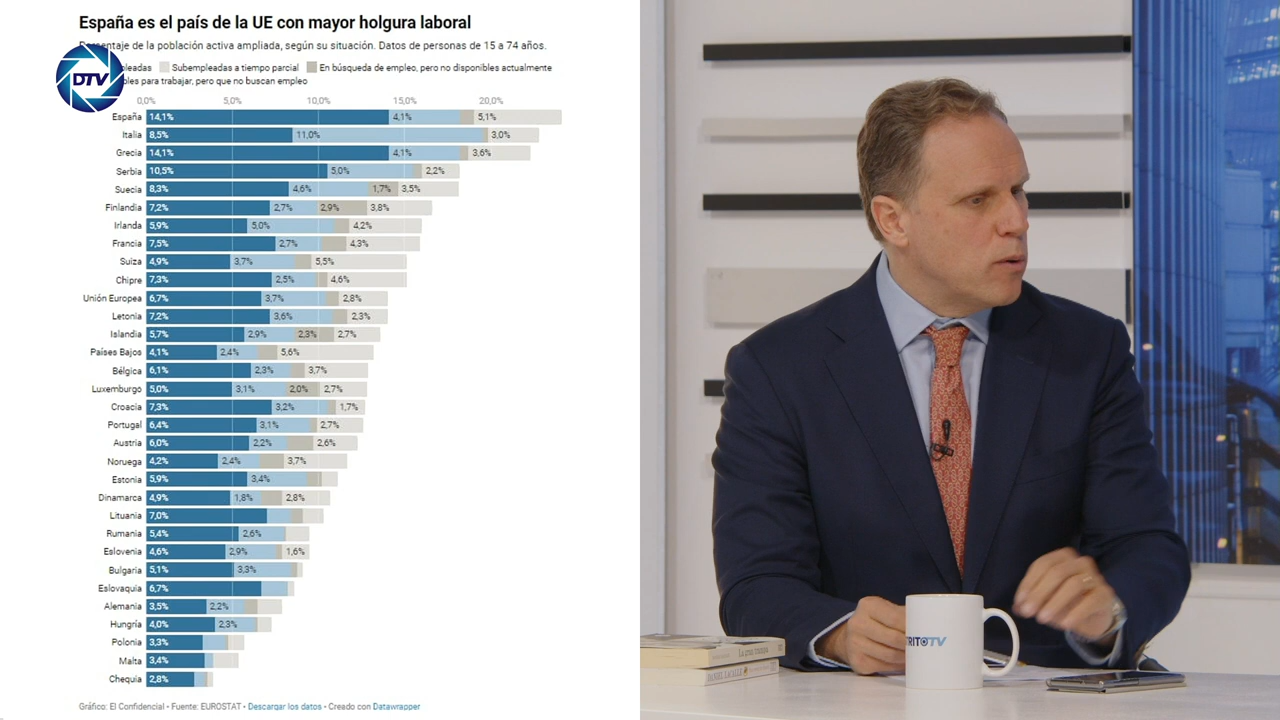 España es el país de la UE con mayor holgura laboral
de la población activa ampliada, según su situación. Datos de personas de 15 a 74 años.
Subempleadas a tiempo parcial En búsqueda de empleo, pero no disponibles actualmente
para trabajar, pero que no buscan empleo
DTV
0,0% 5,0% 10,0% 15,0% 20,0%
España 14,1% 4,1% 5,1%
Italia 8,5% 11,0% 3,0%
Grecia 14,1% 4,1% 3,6%
Serbia 10,5% 5,0% 2,2%
Suecia 8,3% 4,6% 1,7% 3,5%
Finlandia 7,2% 2,7% 2,9% 3,8%
Irlanda 5,9% 5,0% 4,2%
Francia 7,5% 2,7% 4,3%
Suiza 4,9% 3,7% 5,5%
Chipre 7,3% 2,5% 4,6%
Unión Europea 6,7% 3,7% 2,8%
Letonia 7,2% 3,6% 2,3%
Islandia 5,7% 2,9% 2,3% 2,7%
Países Bajos 4,1% 2,4% 5,6%
Bélgica 6,1% 2,3% 3,7%
Luxemburgo 5,0% 3,1% 2,0% 2,7%
Croacia 7,3% 3,2% 1,7%
Portugal 6,4% 3,1% 2,7%
Austria 6,0% 2,2% 2,6%
Noruega 4,2% 2,4% 3,7%
Estonia 5,9% 3,4%
Dinamarca 4,9% 1,8% 2,8%
Lituania 7,0%
Rumania 5,4% 2,6%
Eslovenia 4,6% 2,9% 1,6%
Bulgaria 5,1% 3,3%
Eslovaquia 6,7%
Alemania 3,5% 2,2%
Hungría 4,0% 2,3%
Polonia 3,3%
Malta 3,4%
Chequia 2,8%
Gráfico: El Confidencial • Fuente: EUROSTAT • Descargar los datos • Creado con Datawrapper
RITOTV
La gran trampa
DANIEL LACALLE